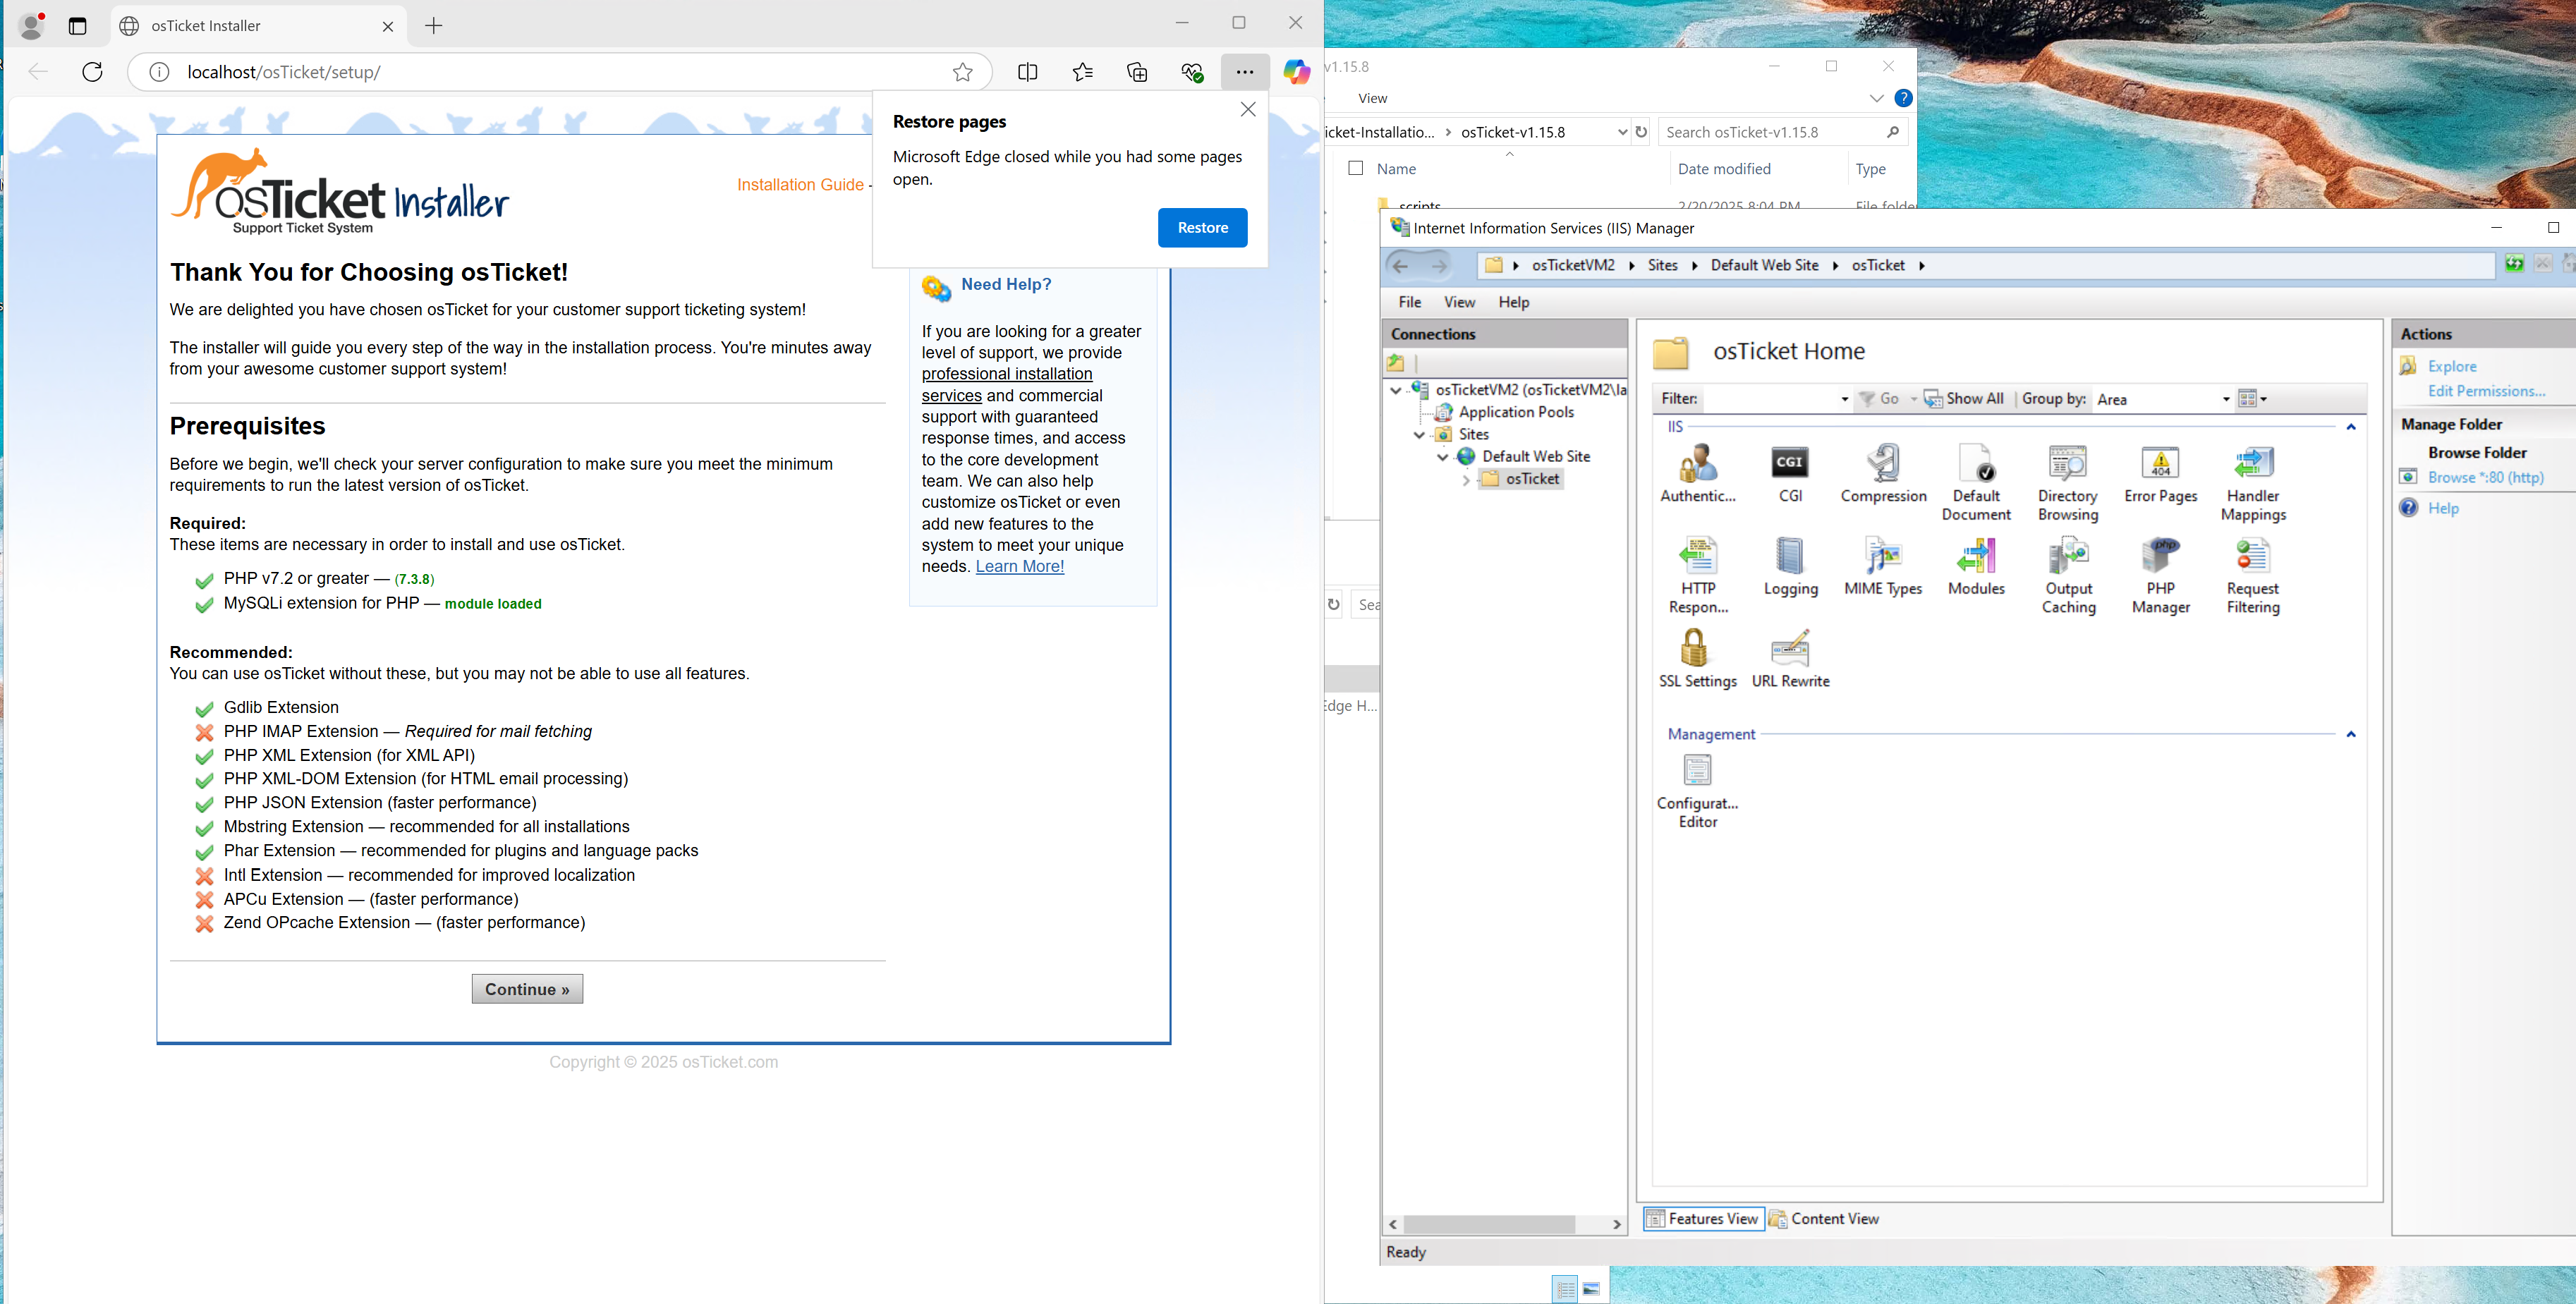 osTicket Installer
localhost/osTicket/setup/
Restore pages
Microsoft Edge closed while you had some pages
open.
Restore
osTicket Installer
Support Ticket System
Installation Guide -
Thank You for Choosing osTicket!
We are delighted you have chosen osTicket for your customer support ticketing system!
The installer will guide you every step of the way in the installation process. You're minutes away
from your awesome customer support system!
Prerequisites
Before we begin, we'll check your server configuration to make sure you meet the minimum
requirements to run the latest version of osTicket.
Required:
These items are necessary in order to install and use osTicket.
PHP v7.2 or greater — (7.3.8)
MySQLi extension for PHP — module loaded
Recommended:
You can use osTicket without these, but you may not be able to use all features.
Gdlib Extension
PHP IMAP Extension — Required for mail fetching
PHP XML Extension (for XML API)
PHP XML-DOM Extension (for HTML email processing)
PHP JSON Extension (faster performance)
Mbstring Extension — recommended for all installations
Phar Extension — recommended for plugins and language packs
Intl Extension — recommended for improved localization
APCu Extension — (faster performance)
Zend OPcache Extension — (faster performance)
Continue »
Need Help?
If you are looking for a greater
level of support, we provide
professional installation
services and commercial
support with guaranteed
response times, and access
to the core development
team. We can also help
customize osTicket or even
add new features to the
system to meet your unique
needs. Learn More!
Copyright © 2025 osTicket.com
v1.15.8
View
?
icket-Installatio... › osTicket-v1.15.8
Search osTicket-v1.15.8
Name
Date modified
Type
scripts
2/20/2025 8:04 PM
File folder
Sea
Edge H...
Internet Information Services (IIS) Manager
osTicketVM2
Sites
Default Web Site
osTicket
File
View
Help
Connections
osTicketVM2 (osTicketVM2\la
Application Pools
Sites
Default Web Site
osTicket
osTicket Home
Filter:
Go
Show All
Group by:
Area
IIS
Authentic...
CGI
CGI
Compression
Default
Document
Directory
Browsing
404
Error Pages
Handler
Mappings
HTTP
Respon...
Logging
MIME Types
Modules
Output
Caching
php
PHP
Manager
Request
Filtering
SSL Settings
URL Rewrite
Management
Configurat...
Editor
Features View
Content View
Ready
Actions
Explore
Edit Permissions...
Manage Folder
Browse Folder
Browse *:80 (http)
Help